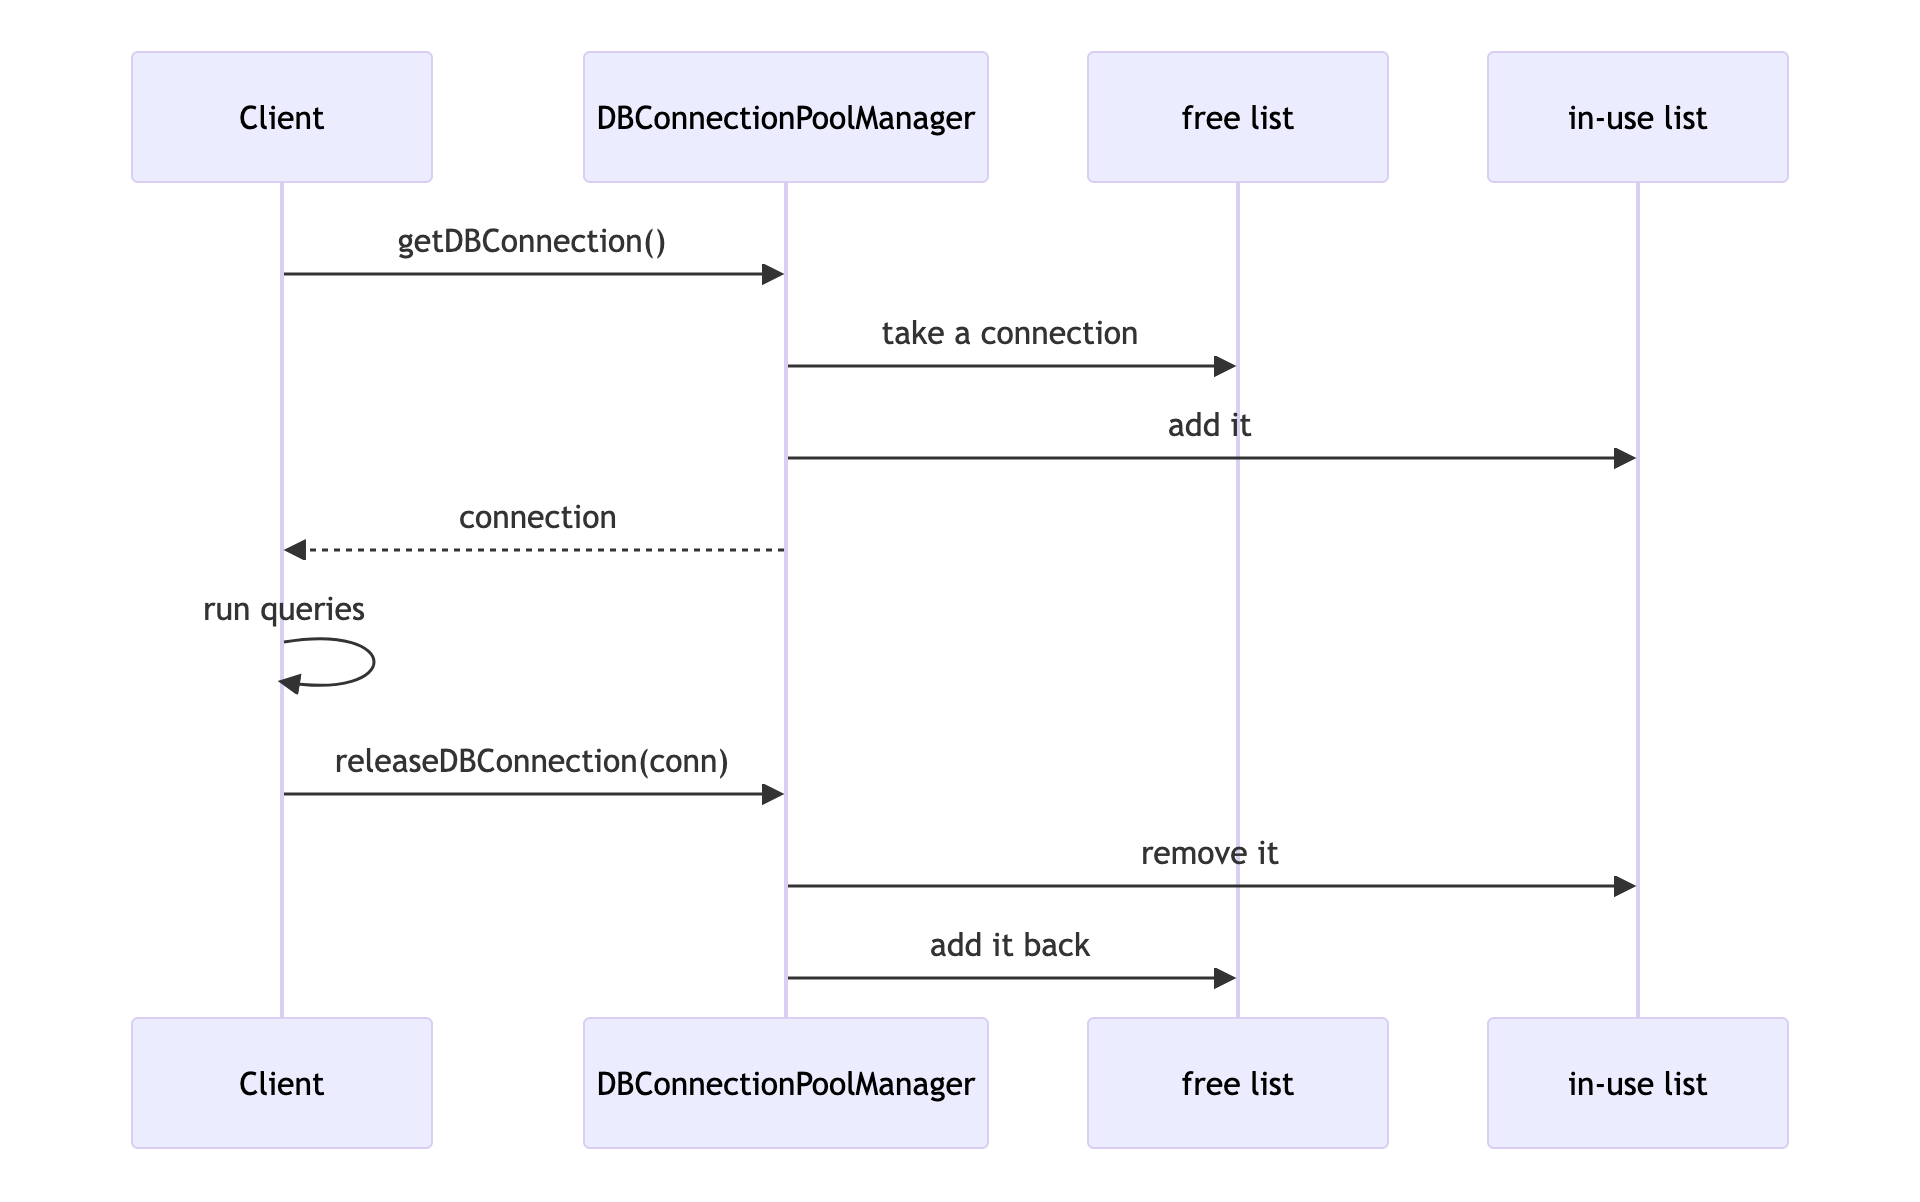 Client
DBConnectionPoolManager
free list
in-use list
getDBConnection()
take a connection
add it
connection
run queries
releaseDBConnection(conn)
remove it
add it back
Client
DBConnectionPoolManager
free list
in-use list